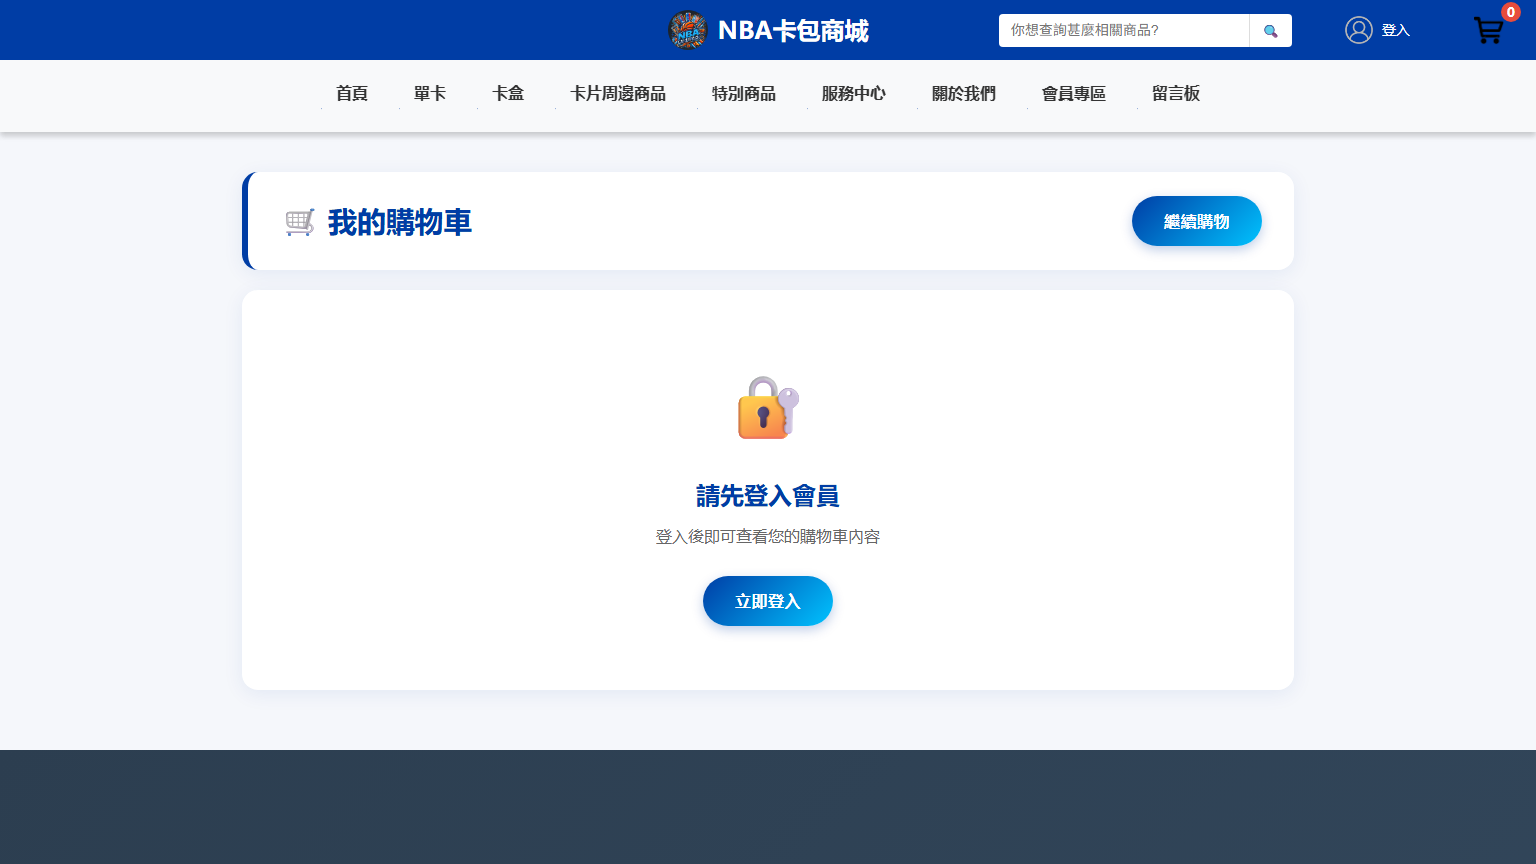 NBA卡包商城
你想查詢甚麼相關商品?
登入
0
首頁 單卡 卡盒 卡片周邊商品 特別商品 服務中心 關於我們 會員專區 留言板
我的購物車
繼續購物
請先登入會員
登入後即可查看您的購物車內容
立即登入